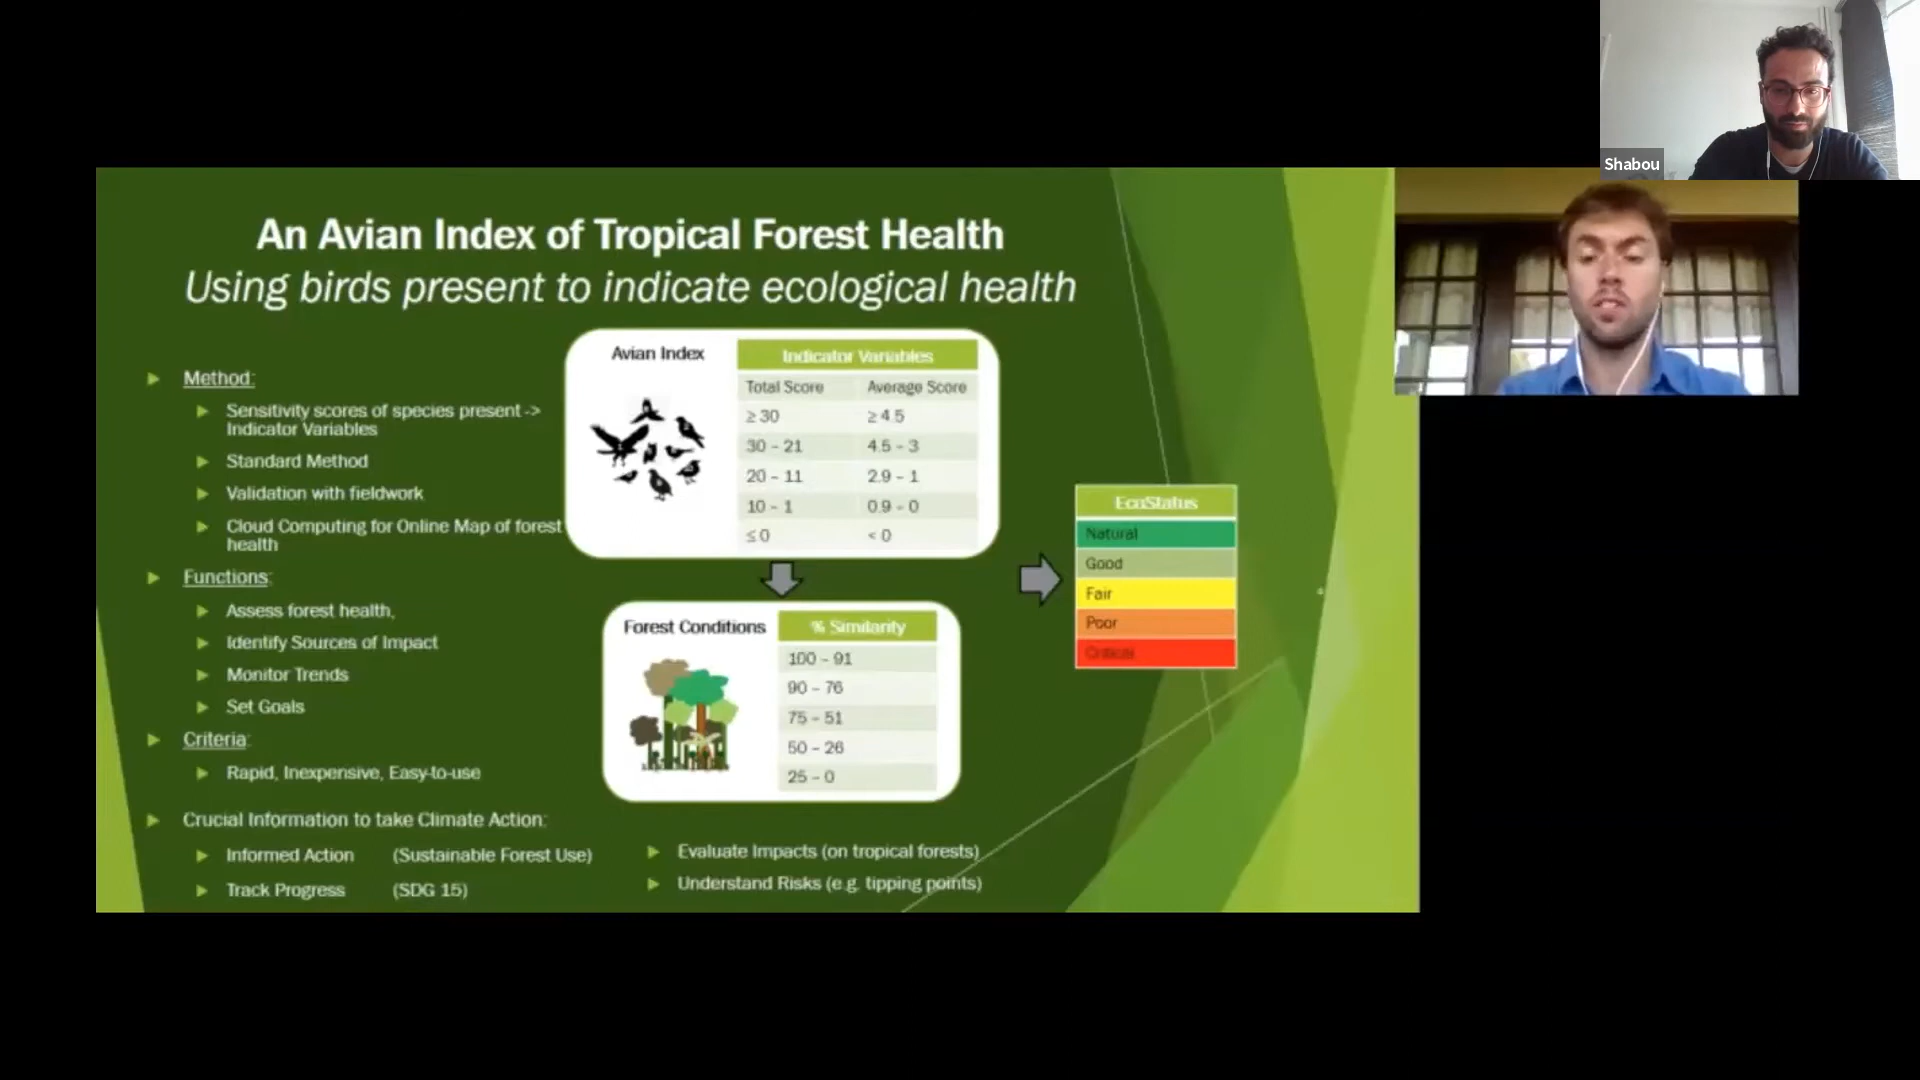 Shabou
An Avian Index of Tropical Forest Health
Using birds present to indicate ecological health
Method:
Sensitivity scores of species present ->
Indicator Variables
Standard Method
Validation with fieldwork
Cloud Computing for Online Map of forest
health
Functions:
Assess forest health,
Identify Sources of Impact
Monitor Trends
Set Goals
Criteria:
Rapid, Inexpensive, Easy-to-use
Crucial Information to take Climate Action:
Informed Action (Sustainable Forest Use)
Track Progress (SDG 15)
Evaluate Impacts (on tropical forests)
Understand Risks (e.g. tipping points)
Avian Index
Indicator Variables
Total Score Average Score
≥ 30 ≥ 4.5
30 – 21 4.5 – 3
20 – 11 2.9 – 1
10 – 1 0.9 – 0
≤ 0 < 0
Forest Conditions
% Similarity
100 – 91
90 – 76
75 – 51
50 – 26
25 – 0
EcoStatus
Natural
Good
Fair
Poor
Critical